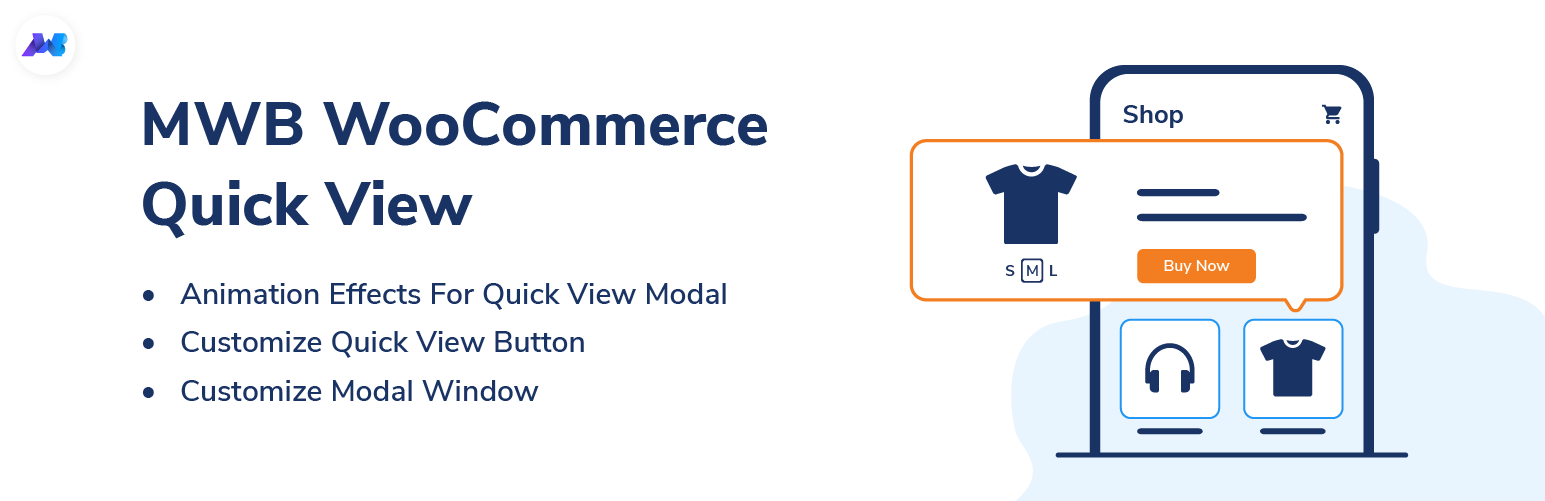 MWB
MWB WooCommerce
Quick View
• Animation Effects For Quick View Modal
• Customize Quick View Button
• Customize Modal Window
Shop
S M L
Buy Now